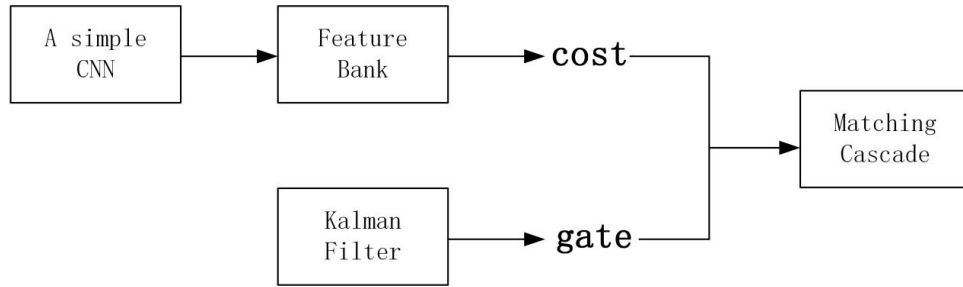 A simple
CNN
Feature
Bank
cost
Matching
Cascade
Kalman
Filter
gate